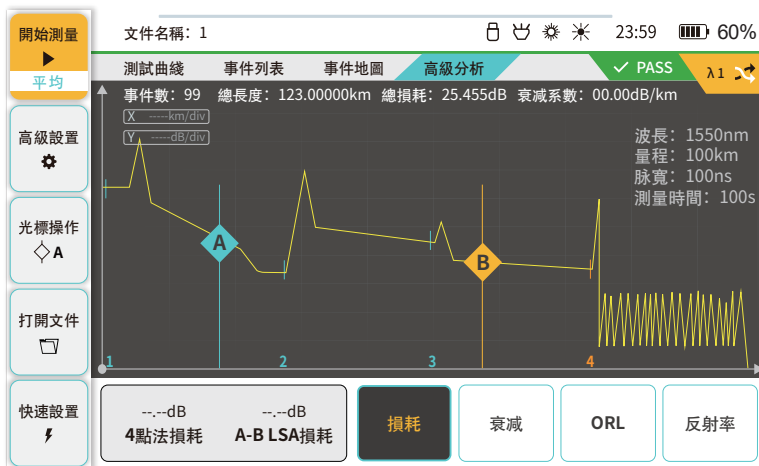 開始測量
平均
高級設置
光標操作
A
打開文件
快速設置
文件名稱：1
23:59
60%
測試曲綫
事件列表
事件地圖
高級分析
PASS
λ1
事件數：99 總長度：123.00000km 總損耗：25.455dB 衰减系數：00.00dB/km
X -----km/div
Y -----dB/div
波長：1550nm
量程：100km
脉寬：100ns
測量時間：100s
A
B
1
2
3
4
--.--dB
4點法損耗
--.--dB
A-B LSA損耗
損耗
衰减
ORL
反射率